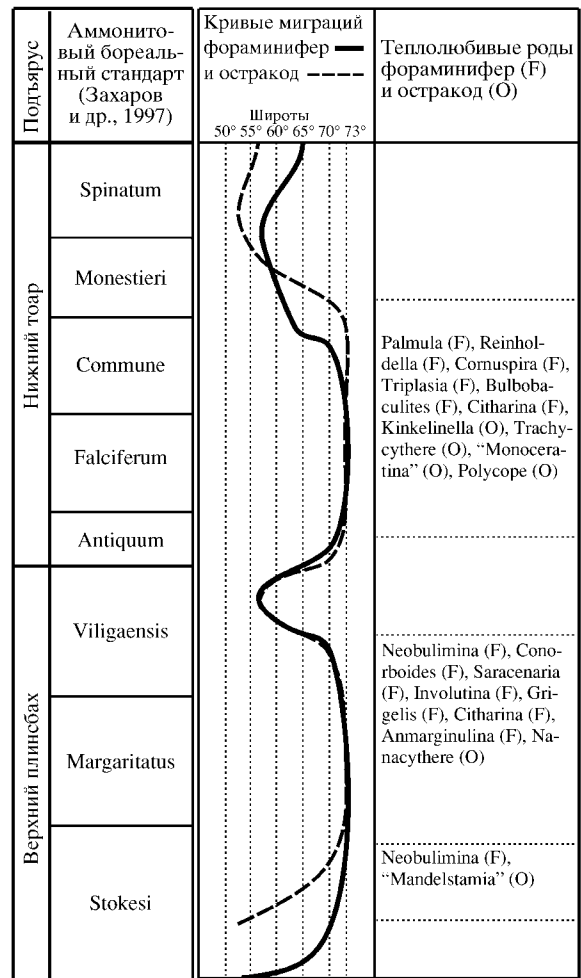 Подъярус
Аммонито-
вый бореаль-
ный стандарт
(Захаров
и др., 1997)
Кривые миграций
фораминифер
и остракод
Широты
50° 55° 60° 65° 70° 73°
Теплолюбивые роды
фораминифер (F)
и остракод (O)
Нижний тоар
Spinatum
Monestieri
Commune
Falciferum
Antiquum
Palmula (F), Reinhol-
della (F), Cornuspira (F),
Triplasia (F), Bulboba-
culites (F), Citharina (F),
Kinkelinella (O), Trachy-
cythere (O), “Monocera-
tina” (O), Polycope (O)
Верхний плинсбах
Viligaensis
Margaritatus
Stokesi
Neobulimina (F), Cono-
rboides (F), Saracenaria
(F), Involutina (F), Gri-
gelis (F), Citharina (F),
Anmarginulina (F), Na-
nacythere (O)
Neobulimina (F),
“Mandelstamia” (O)